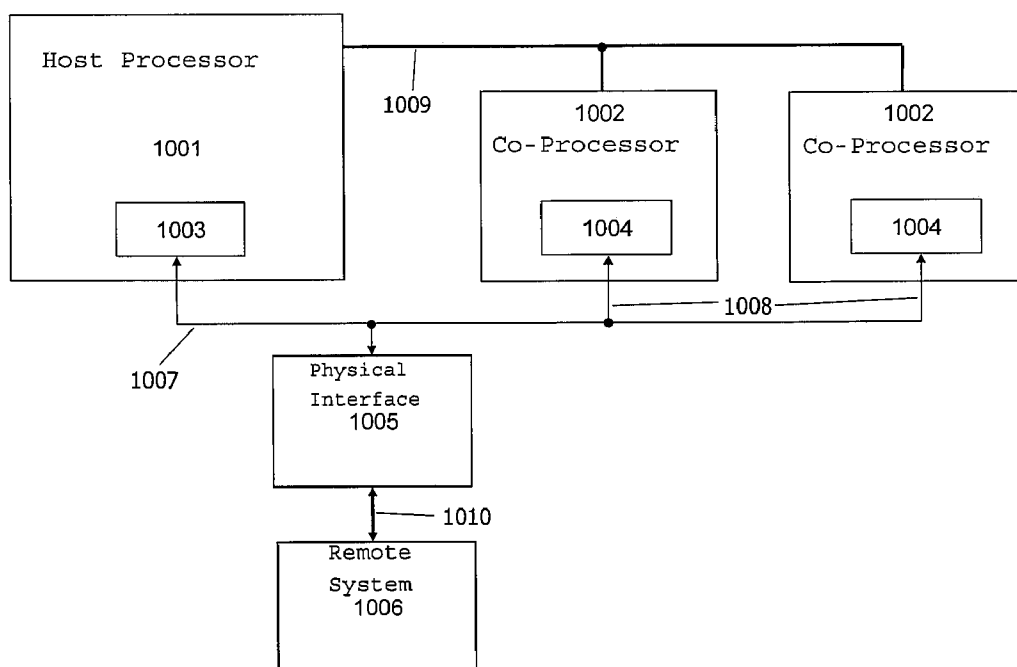 Host Processor
1001
1003
1009
1002
Co-Processor
1004
1002
Co-Processor
1004
1008
1007
Physical
Interface
1005
1010
Remote
System
1006